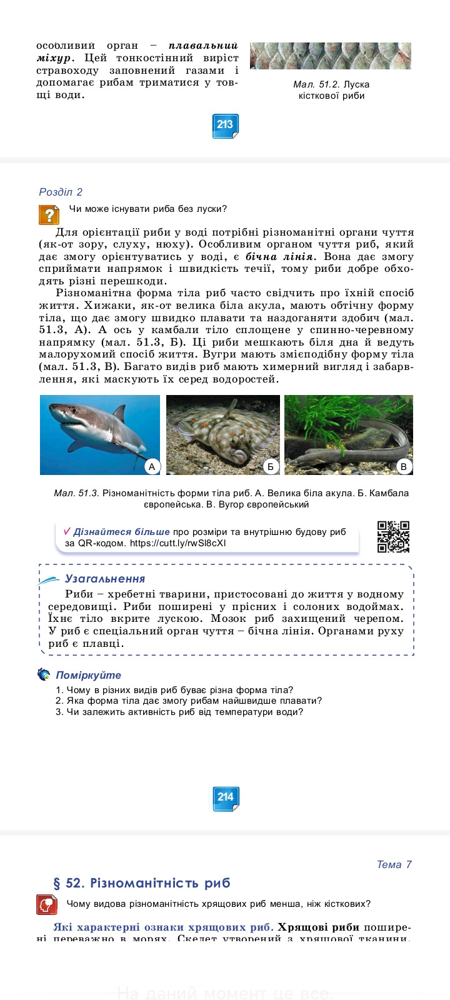 особливий орган – плавальний
міхур. Цей тонкостінний виріст
стравоходу заповнений газами і
допомагає рибам триматися у тов-
щі води.
Мал. 51.2. Луска
кісткової риби
213
Розділ 2
?
Чи може існувати риба без луски?
Для орієнтації риби у воді потрібні різноманітні органи чуття
(як-от зору, слуху, нюху). Особливим органом чуття риб, який
дає змогу орієнтуватись у воді, є бічна лінія. Вона дає змогу
сприймати напрямок і швидкість течії, тому риби добре обхо-
дять різні перешкоди.
Різноманітна форма тіла риб часто свідчить про їхній спосіб
життя. Хижаки, як-от велика біла акула, мають обтічну форму
тіла, що дає змогу швидко плавати та наздоганяти здобич (мал.
51.3, А). А ось у камбали тіло сплощене у спинно-черевному
напрямку (мал. 51.3, Б). Ці риби мешкають біля дна й ведуть
малорухомий спосіб життя. Вугри мають змієподібну форму тіла
(мал. 51.3, В). Багато видів риб мають химерний вигляд і забарв-
лення, які маскують їх серед водоростей.
А
Б
В
Мал. 51.3. Різноманітність форми тіла риб. А. Велика біла акула. Б. Камбала
європейська. В. Вугор європейський
✓ Дізнайтеся більше про розміри та внутрішню будову риб
за QR-кодом. https://cutt.ly/rwSl8cXl
Узагальнення
Риби – хребетні тварини, пристосовані до життя у водному
середовищі. Риби поширені у прісних і солоних водоймах.
Їхнє тіло вкрите лускою. Мозок риб захищений черепом.
У риб є спеціальний орган чуття – бічна лінія. Органами руху
риб є плавці.
Поміркуйте
1. Чому в різних видів риб буває різна форма тіла?
2. Яка форма тіла дає змогу рибам найшвидше плавати?
3. Чи залежить активність риб від температури води?
214
Тема 7
§ 52. Різноманітність риб
Чому видова різноманітність хрящових риб менша, ніж кісткових?
Які характерні ознаки хрящових риб. Хрящові риби пошире-
ні переважно в морях. Скелет утворений з хрящової тканини.
На даний момент це все.